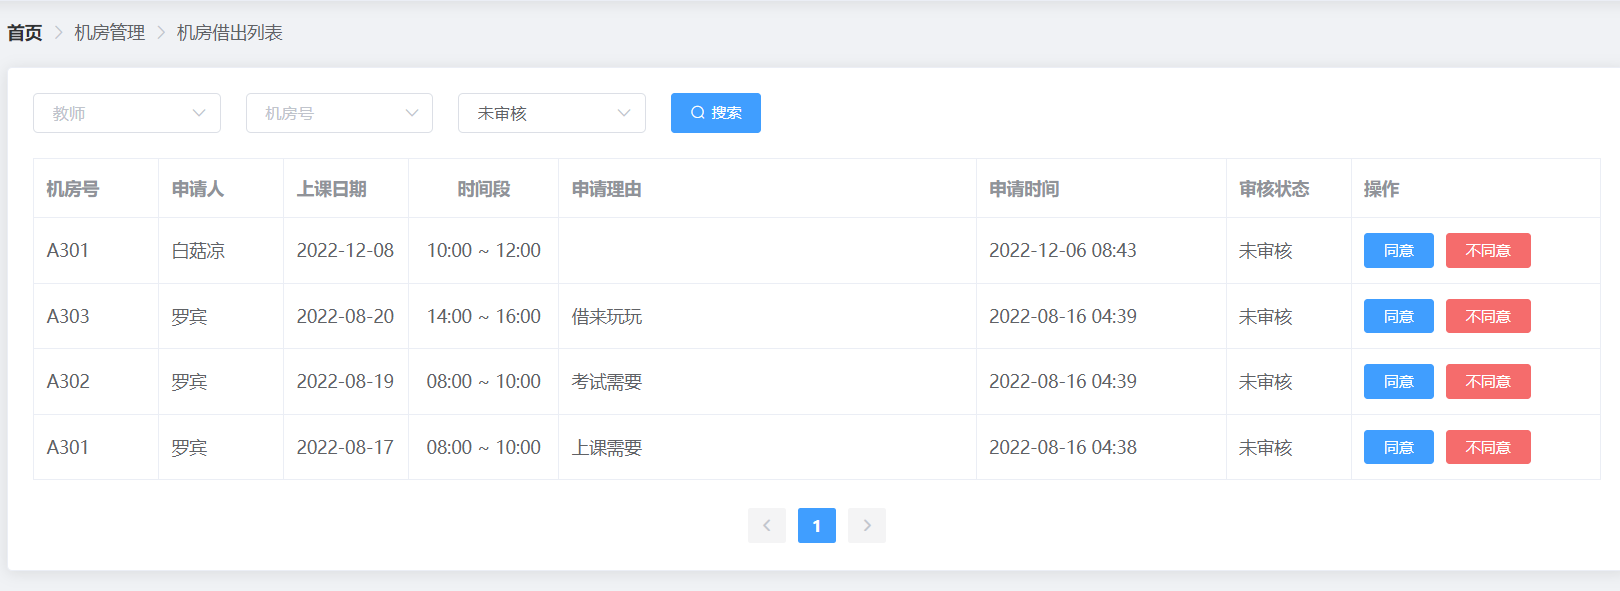 首页 > 机房管理 > 机房借出列表
教师 机房号 未审核 搜索
机房号 申请人 上课日期 时间段 申请理由 申请时间 审核状态 操作
A301 白菇凉 2022-12-08 10:00 ~ 12:00 2022-12-06 08:43 未审核 同意 不同意
A303 罗宾 2022-08-20 14:00 ~ 16:00 借来玩玩 2022-08-16 04:39 未审核 同意 不同意
A302 罗宾 2022-08-19 08:00 ~ 10:00 考试需要 2022-08-16 04:39 未审核 同意 不同意
A301 罗宾 2022-08-17 08:00 ~ 10:00 上课需要 2022-08-16 04:38 未审核 同意 不同意
1